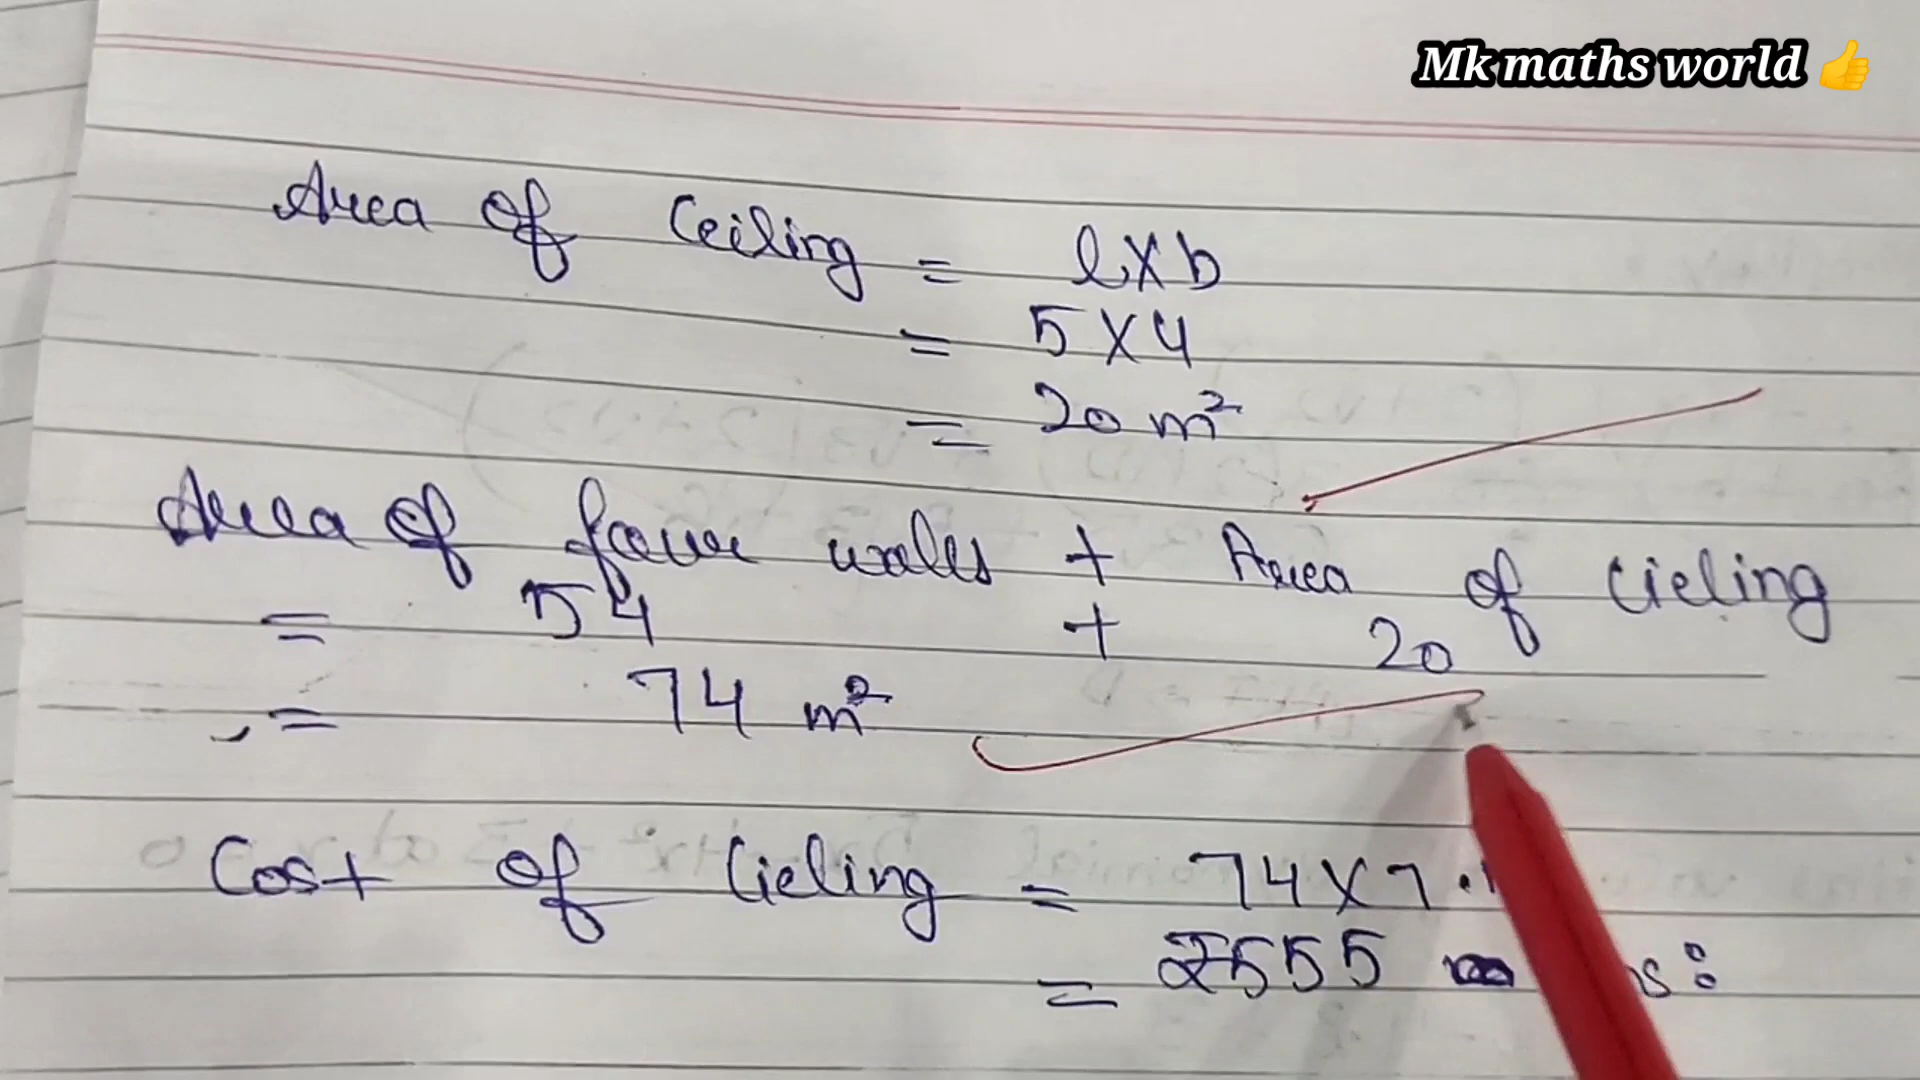 Mk maths world 👍
Area of Ceiling = l×b
= 5×4
= 20 m²
Area of four walls + Area of Cieling
= 54 + 20
= 74 m²
Cost of Cieling = 74×7.
= ₹555